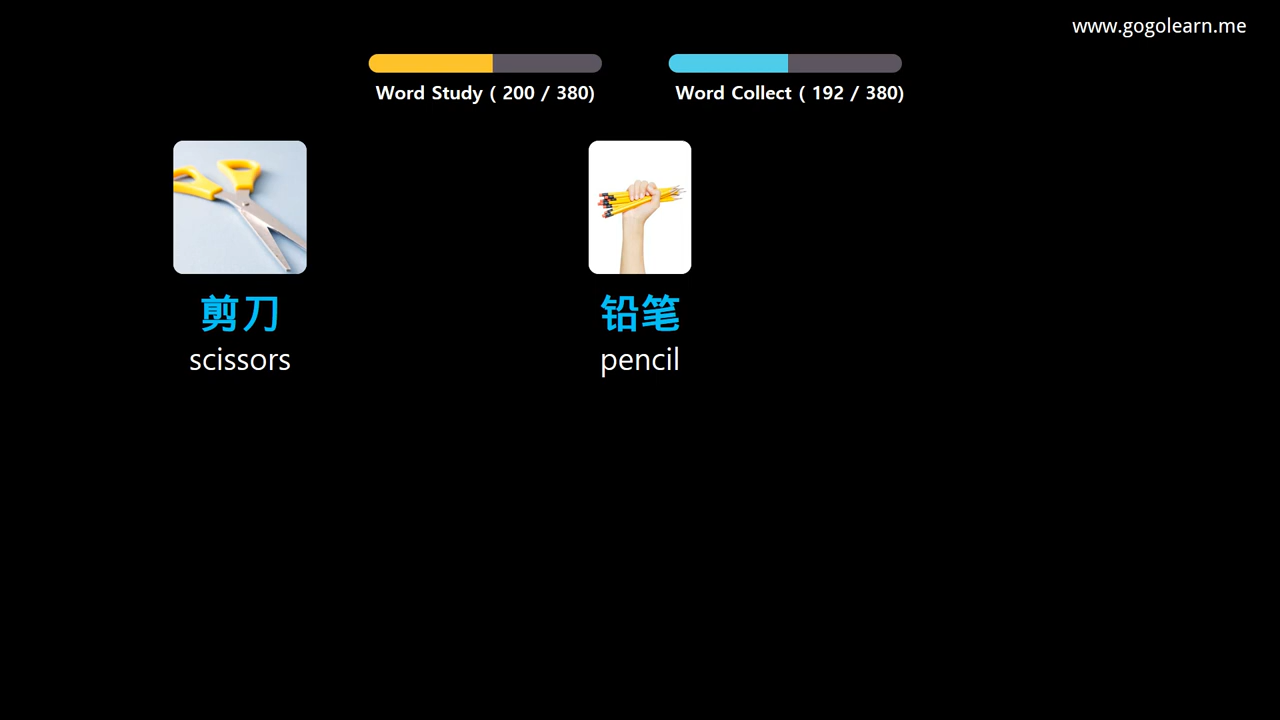 www.gogolearn.me
Word Study ( 200 / 380)
Word Collect ( 192 / 380)
剪刀
scissors
铅笔
pencil